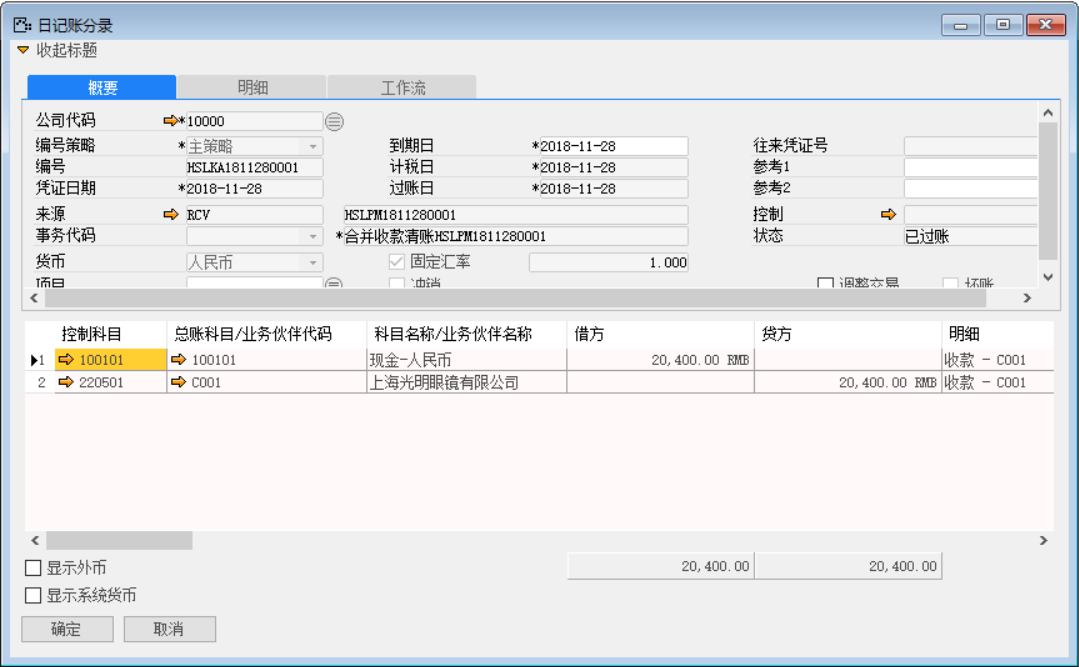 日记账分录
收起标题
概要 明细 工作流
公司代码 *10000
编号策略 *主策略 到期日 *2018-11-28 往来凭证号
编号 HSLKA1811280001 计税日 *2018-11-28 参考1
凭证日期 *2018-11-28 过账日 *2018-11-28 参考2
来源 RCV HSLPM1811280001 控制
事务代码 *合并收款清账HSLPM1811280001 状态 已过账
货币 人民币 固定汇率 1.000
项目 冲销 调整交易 坏账
控制科目 总账科目/业务伙伴代码 科目名称/业务伙伴名称 借方 贷方 明细
1 100101 100101 现金-人民币 20,400.00 RMB 收款 - C001
2 220501 C001 上海光明眼镜有限公司 20,400.00 RMB 收款 - C001
显示外币 20,400.00 20,400.00
显示系统货币
确定 取消